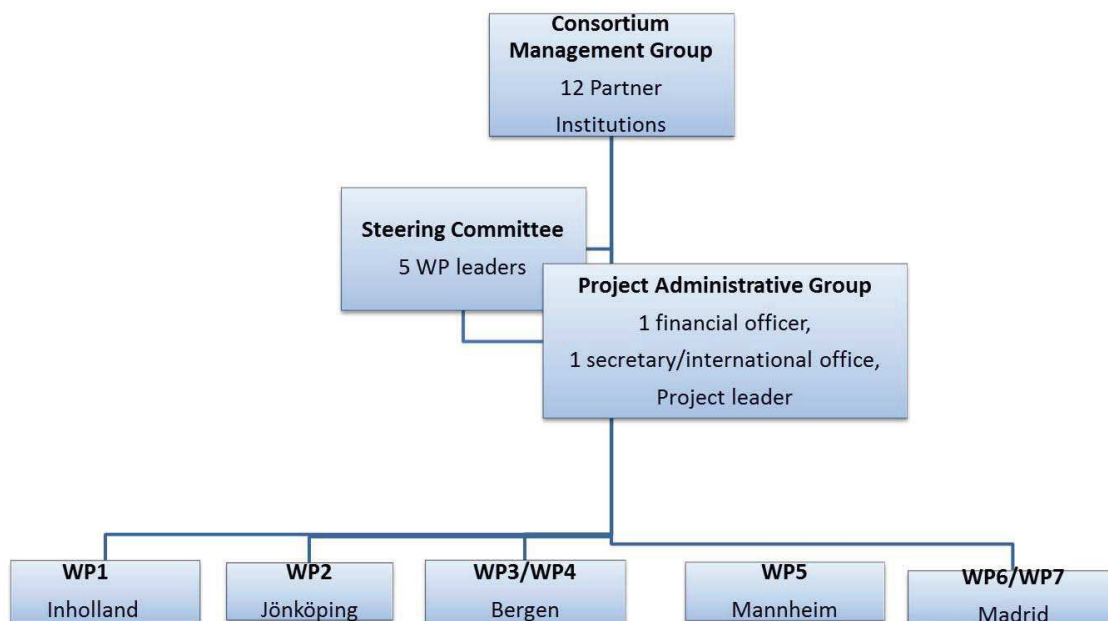 Consortium
Management Group
12 Partner
Institutions
Steering Committee
5 WP leaders
Project Administrative Group
1 financial officer,
1 secretary/international office,
Project leader
WP1
Inholland
WP2
Jönköping
WP3/WP4
Bergen
WP5
Mannheim
WP6/WP7
Madrid